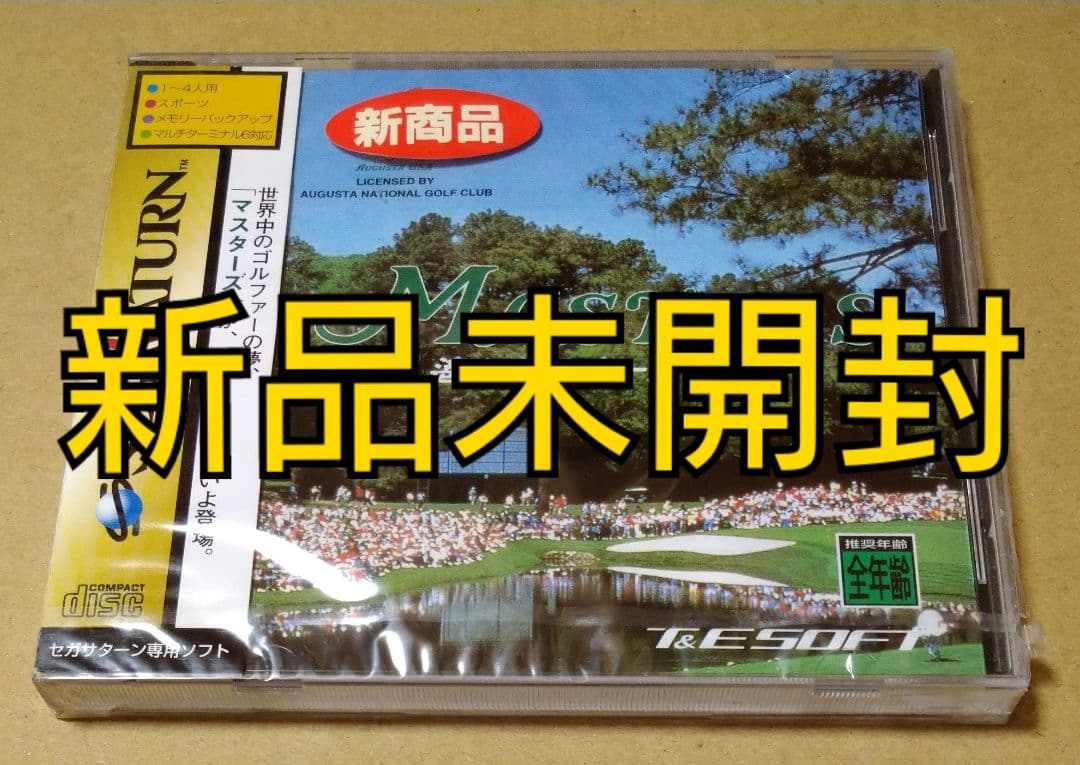 1〜4人用
スポーツ
メモリーバックアップ
マルチターミナル6対応
SATURN™
世界中のゴルファーの夢、
「マスターズ
いよ登場。
COMPACT
disc
セガサターン専用ソフト
新商品
LICENSED BY
AUGUSTA NATIONAL GOLF CLUB
新品未開封
推奨年齢
全年齢
T&E SOFT